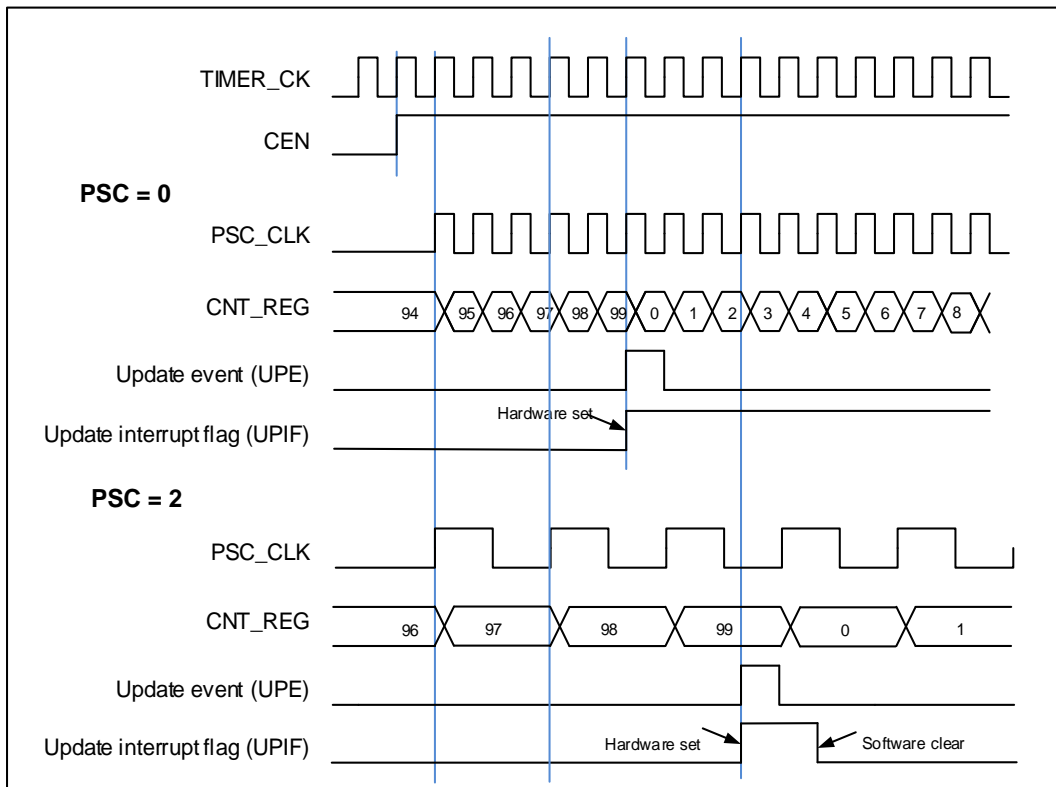 TIMER_CK
CEN
PSC = 0
PSC_CLK
CNT_REG 94 95 96 97 98 99 0 1 2 3 4 5 6 7 8
Update event (UPE)
Hardware set
Update interrupt flag (UPIF)
PSC = 2
PSC_CLK
CNT_REG 96 97 98 99 0 1
Update event (UPE)
Update interrupt flag (UPIF) Hardware set Software clear